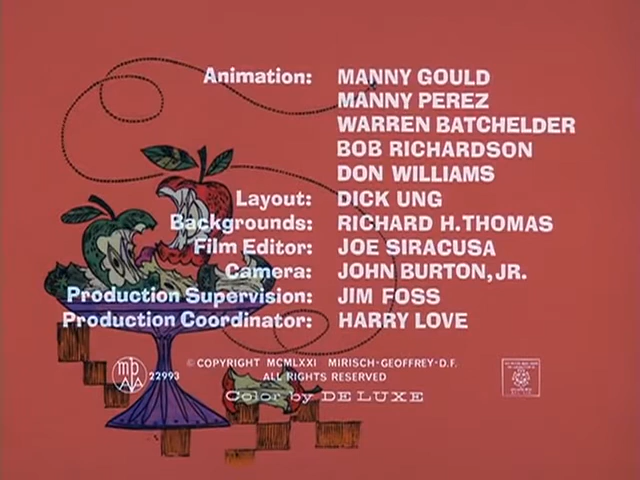 Animation: MANNY GOULD
MANNY PEREZ
WARREN BATCHELDER
BOB RICHARDSON
DON WILLIAMS
Layout: DICK UNG
Backgrounds: RICHARD H. THOMAS
Film Editor: JOE SIRACUSA
Camera: JOHN BURTON, JR.
Production Supervision: JIM FOSS
Production Coordinator: HARRY LOVE
© COPYRIGHT MCMLXXI MIRISCH-GEOFFREY-D.F.
ALL RIGHTS RESERVED
22993
Color by DE LUXE